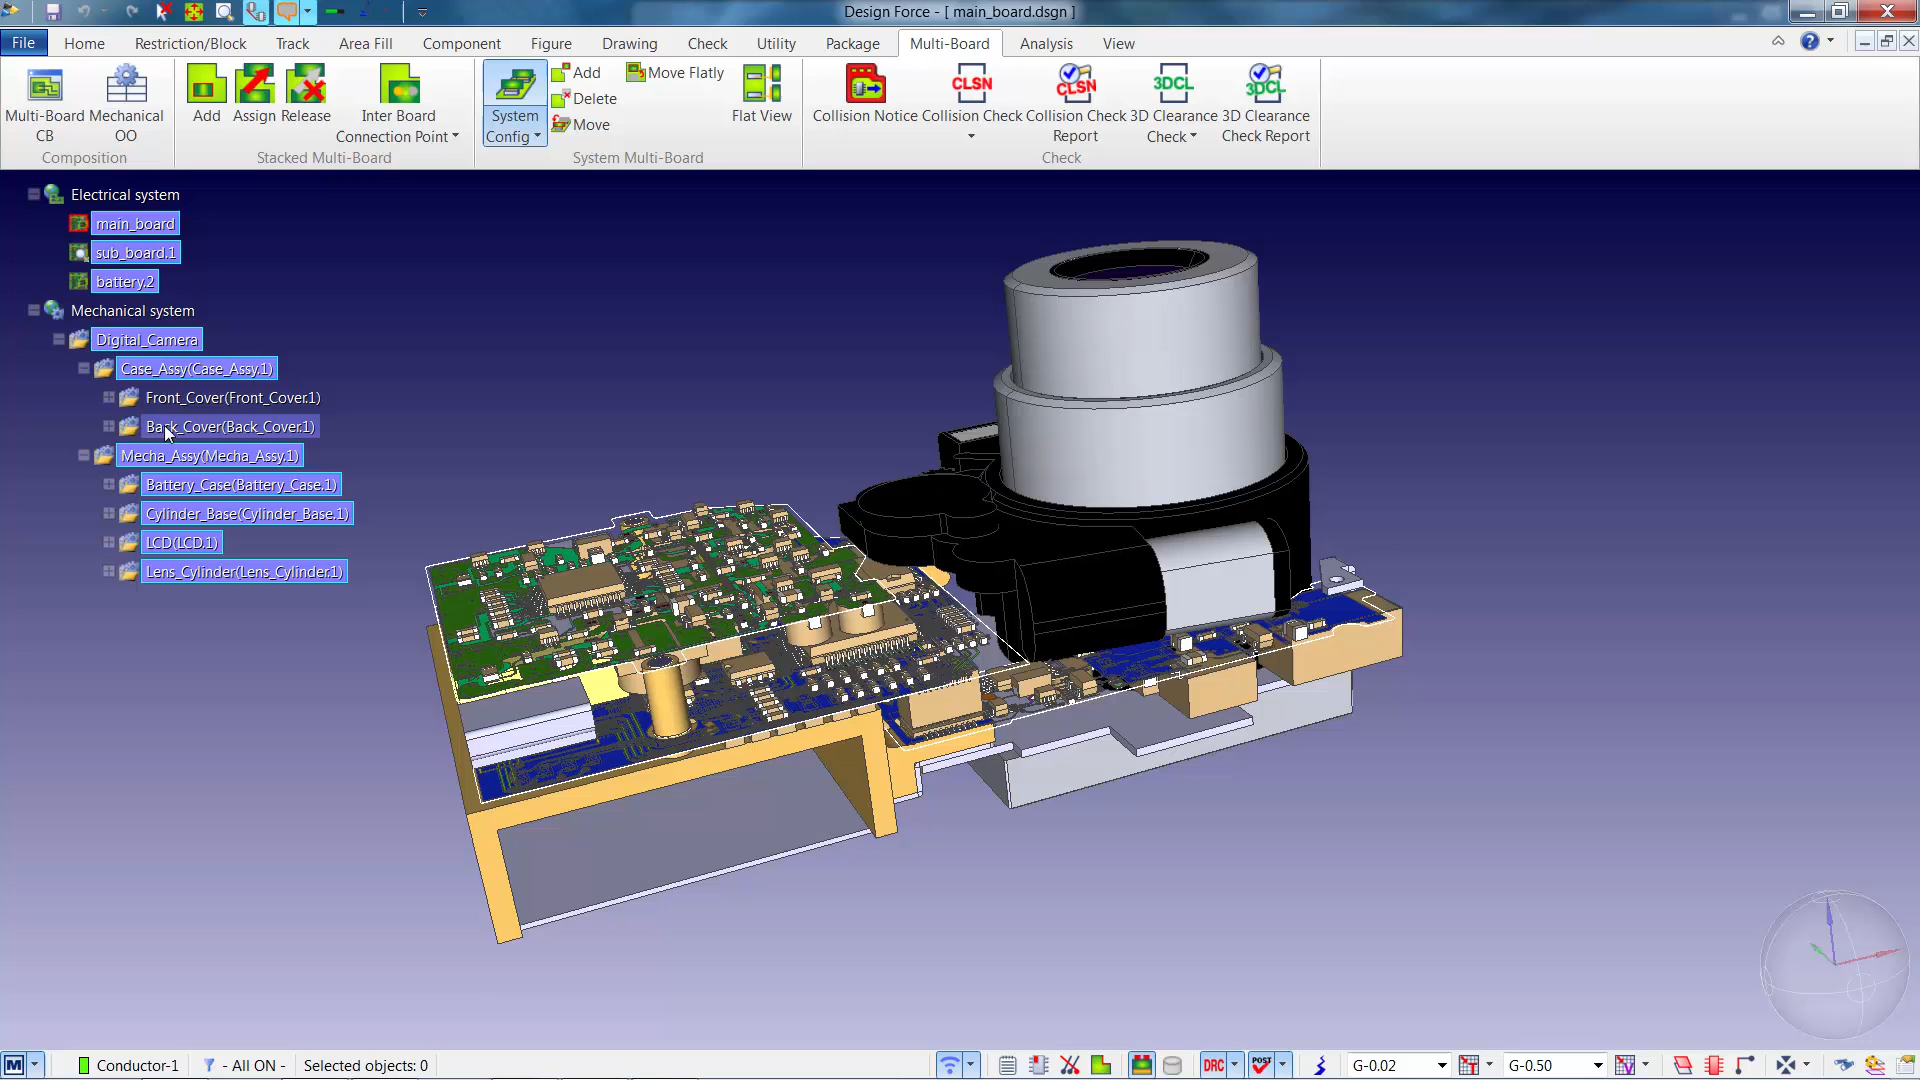 Design Force - [ main_board.dsgn ]
File Home Restriction/Block Track Area Fill Component Figure Drawing Check Utility Package Multi-Board Analysis View
Multi-Board CB
Mechanical OO
Composition
Add
Assign
Release
Inter Board Connection Point
Stacked Multi-Board
System Config
Add
Delete
Move
Move Flatly
Flat View
System Multi-Board
CLSN
CLSN
3DCL
3DCL
Collision Notice
Collision Check
Collision Check Report
3D Clearance Check
3D Clearance Check Report
Check
Electrical system
main_board
sub_board.1
battery.2
Mechanical system
Digital_Camera
Case_Assy(Case_Assy.1)
Front_Cover(Front_Cover.1)
Back_Cover(Back_Cover.1)
Mecha_Assy(Mecha_Assy.1)
Battery_Case(Battery_Case.1)
Cylinder_Base(Cylinder_Base.1)
LCD(LCD.1)
Lens_Cylinder(Lens_Cylinder.1)
M Conductor-1 - All ON - Selected objects: 0 DRC POST G-0.02 G-0.50